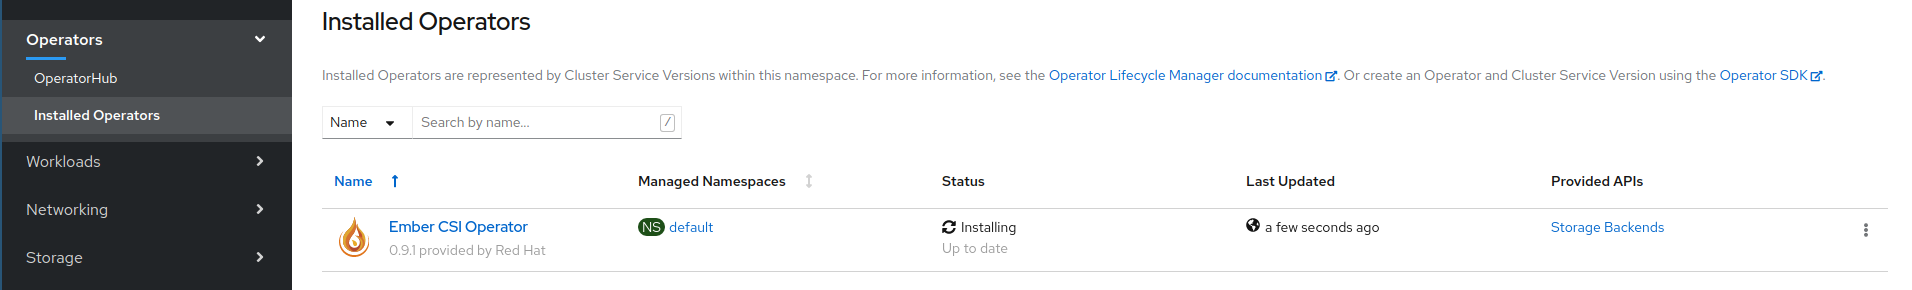 Operators
OperatorHub
Installed Operators
Workloads
Networking
Storage
Installed Operators
Installed Operators are represented by Cluster Service Versions within this namespace. For more information, see the Operator Lifecycle Manager documentation. Or create an Operator and Cluster Service Version using the Operator SDK.
Name Search by name... /
Name Managed Namespaces Status Last Updated Provided APIs
Ember CSI Operator NS default Installing a few seconds ago Storage Backends
0.9.1 provided by Red Hat Up to date